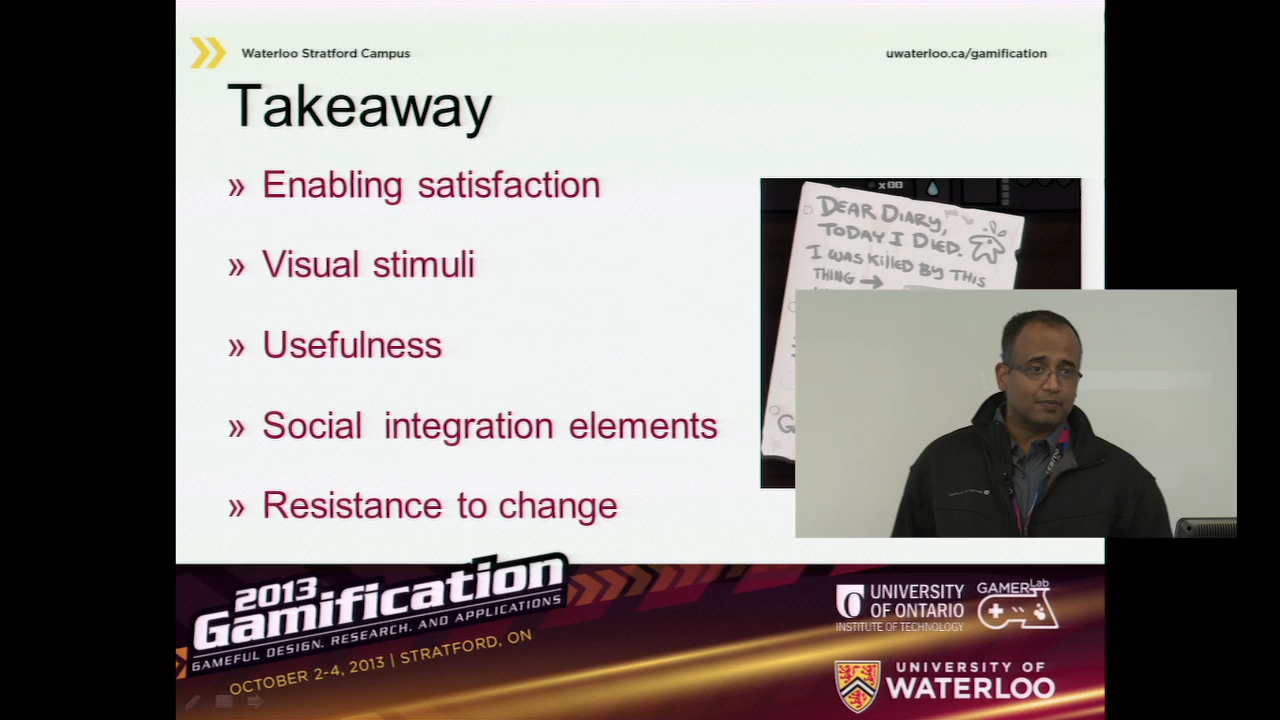 Waterloo Stratford Campus
uwaterloo.ca/gamification
Takeaway
» Enabling satisfaction
» Visual stimuli
» Usefulness
» Social integration elements
» Resistance to change
x00
DEAR DIARY,
TODAY I DIED.
I WAS KILLED BY THIS
THING →
2013
Gamification
GAMEFUL DESIGN, RESEARCH, AND APPLICATIONS
OCTOBER 2-4, 2013 | STRATFORD, ON
UNIVERSITY
OF ONTARIO
INSTITUTE OF TECHNOLOGY
GAMER Lab
UNIVERSITY OF
WATERLOO